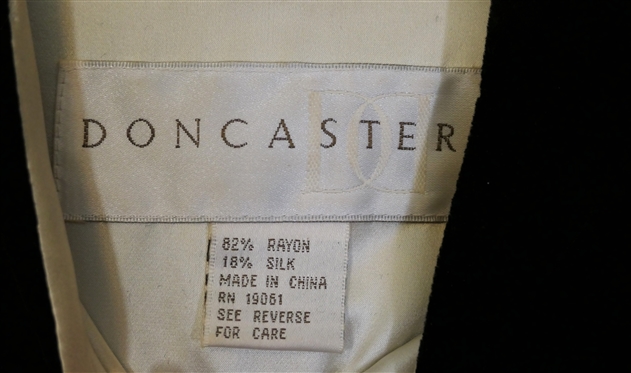 DONCASTER
82% RAYON
18% SILK
MADE IN CHINA
RN 19061
SEE REVERSE
FOR CARE